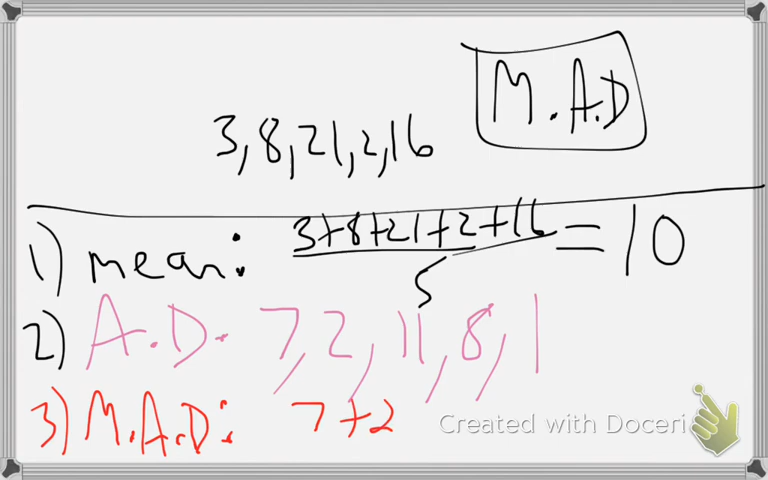 M.A.D
3, 8, 21, 2, 16
1) mean: 3+8+21+2+16 / 5 = 10
2) A.D. 7, 2, 11, 8, 1
3) M.A.D: 7+2
Created with Doceri